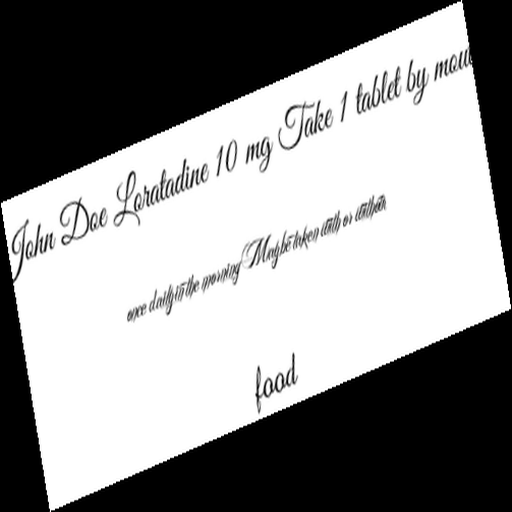 John Doe Loratadine 10 mg Take 1 tablet by mou
once daily in the morning May be taken with or without
food